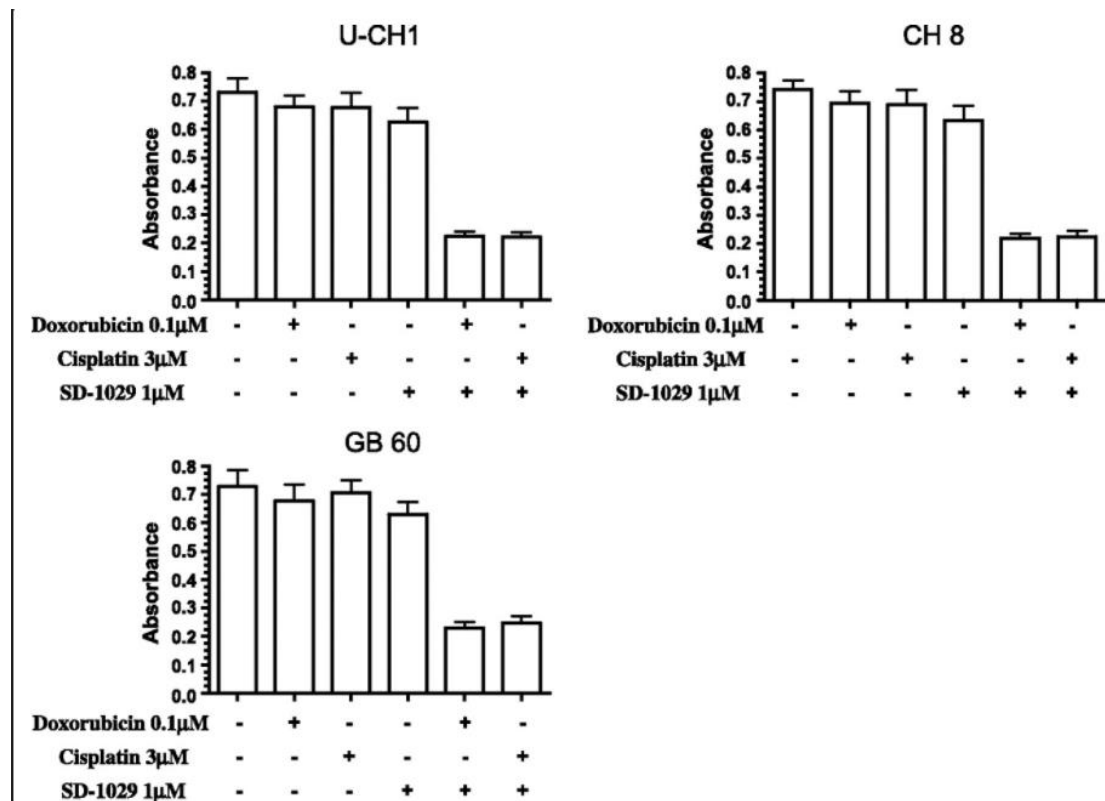 U-CH1
0.8
0.7
0.6
0.5
0.4
0.3
0.2
0.1
0.0
Absorbance
Doxorubicin 0.1µM - + - - + -
Cisplatin 3µM - - + - - +
SD-1029 1µM - - - + + +
CH 8
0.8
0.7
0.6
0.5
0.4
0.3
0.2
0.1
0.0
Absorbance
Doxorubicin 0.1µM - + - - + -
Cisplatin 3µM - - + - - +
SD-1029 1µM - - - + + +
GB 60
0.8
0.7
0.6
0.5
0.4
0.3
0.2
0.1
0.0
Absorbance
Doxorubicin 0.1µM - + - - + -
Cisplatin 3µM - - + - - +
SD-1029 1µM - - - + + +